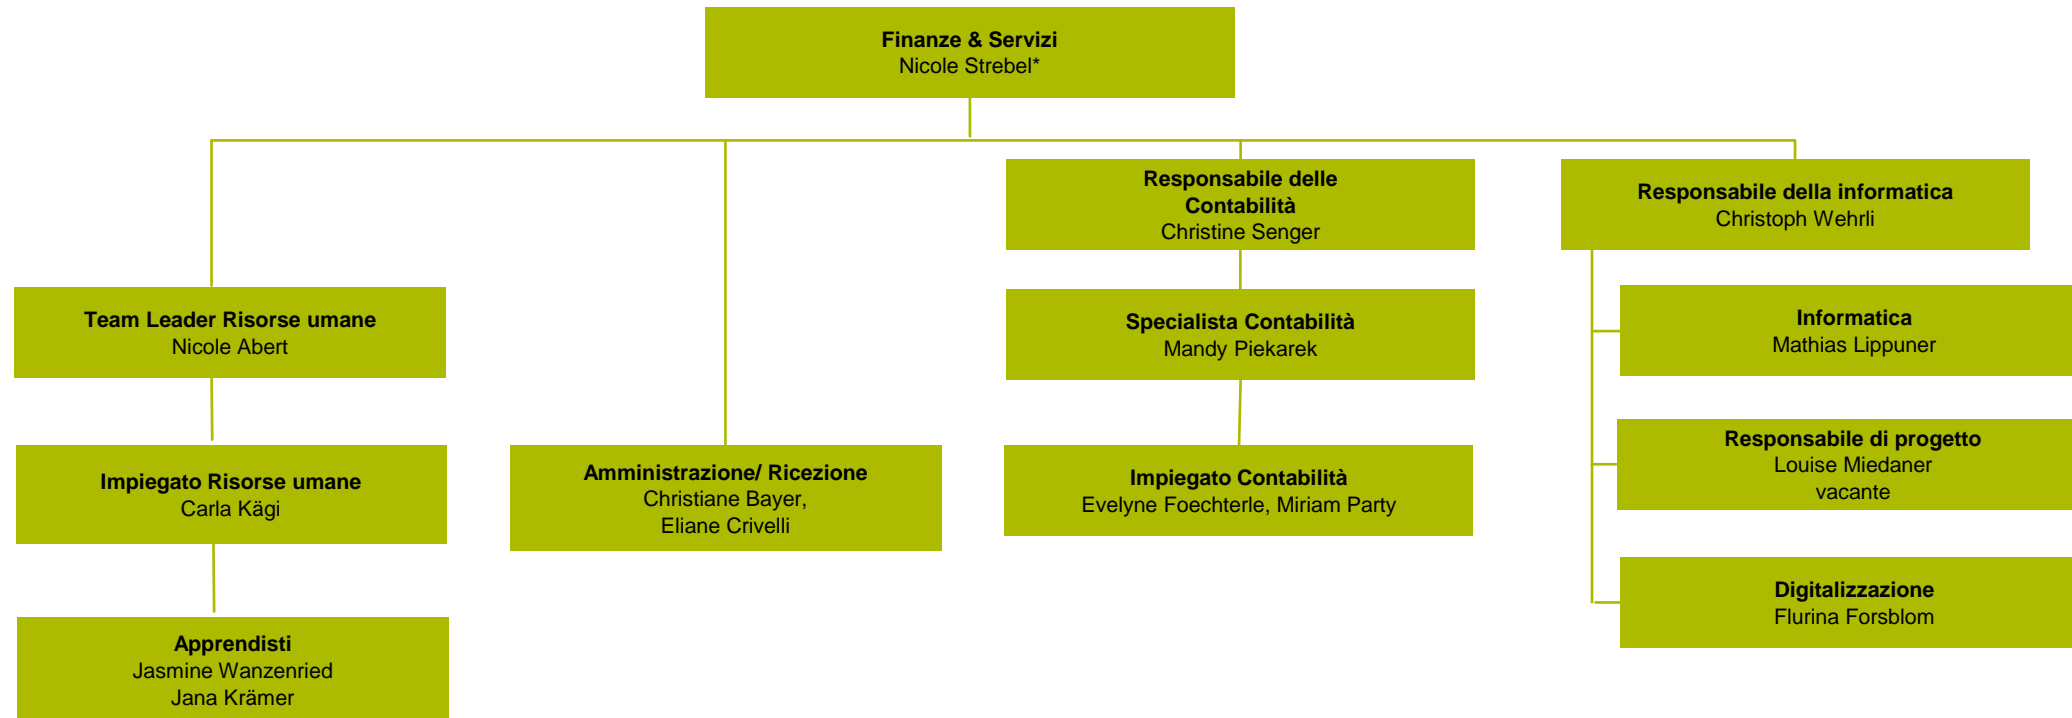 Finanze & Servizi
Nicole Strebel*
Team Leader Risorse umane
Nicole Abert
Impiegato Risorse umane
Carla Kägi
Apprendisti
Jasmine Wanzenried
Jana Krämer
Amministrazione/ Ricezione
Christiane Bayer,
Eliane Crivelli
Responsabile delle
Contabilità
Christine Senger
Specialista Contabilità
Mandy Piekarek
Impiegato Contabilità
Evelyne Foechterle, Miriam Party
Responsabile della informatica
Christoph Wehrli
Informatica
Mathias Lippuner
Responsabile di progetto
Louise Miedaner
vacante
Digitalizzazione
Flurina Forsblom